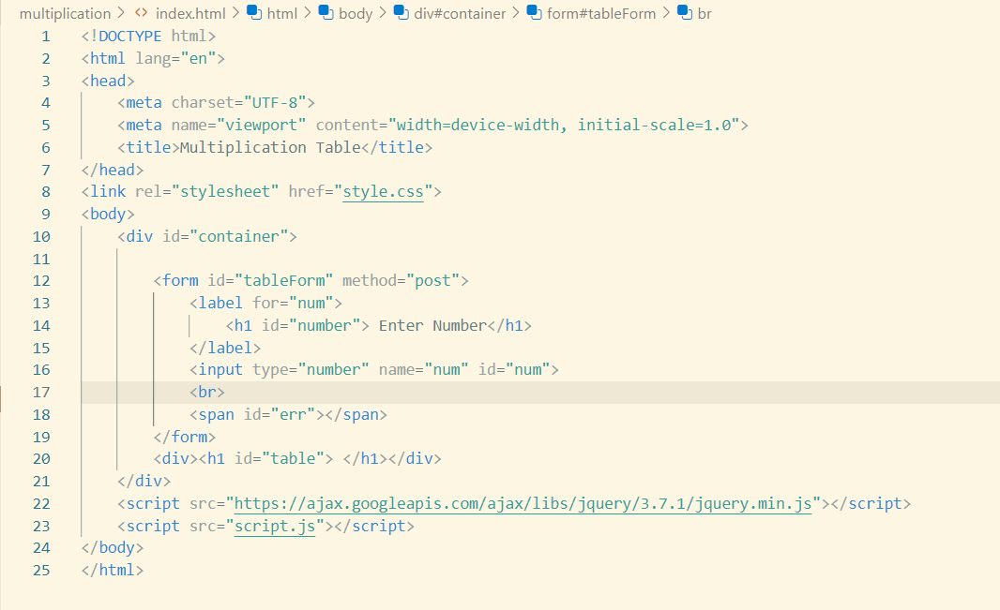 multiplication > <> index.html > html > body > div#container > form#tableForm > br
1 <!DOCTYPE html>
2 <html lang="en">
3 <head>
4 <meta charset="UTF-8">
5 <meta name="viewport" content="width=device-width, initial-scale=1.0">
6 <title>Multiplication Table</title>
7 </head>
8 <link rel="stylesheet" href="style.css">
9 <body>
10 <div id="container">
11
12 <form id="tableForm" method="post">
13 <label for="num">
14 <h1 id="number"> Enter Number</h1>
15 </label>
16 <input type="number" name="num" id="num">
17 <br>
18 <span id="err"></span>
19 </form>
20 <div><h1 id="table"> </h1></div>
21 </div>
22 <script src="https://ajax.googleapis.com/ajax/libs/jquery/3.7.1/jquery.min.js"></script>
23 <script src="script.js"></script>
24 </body>
25 </html>